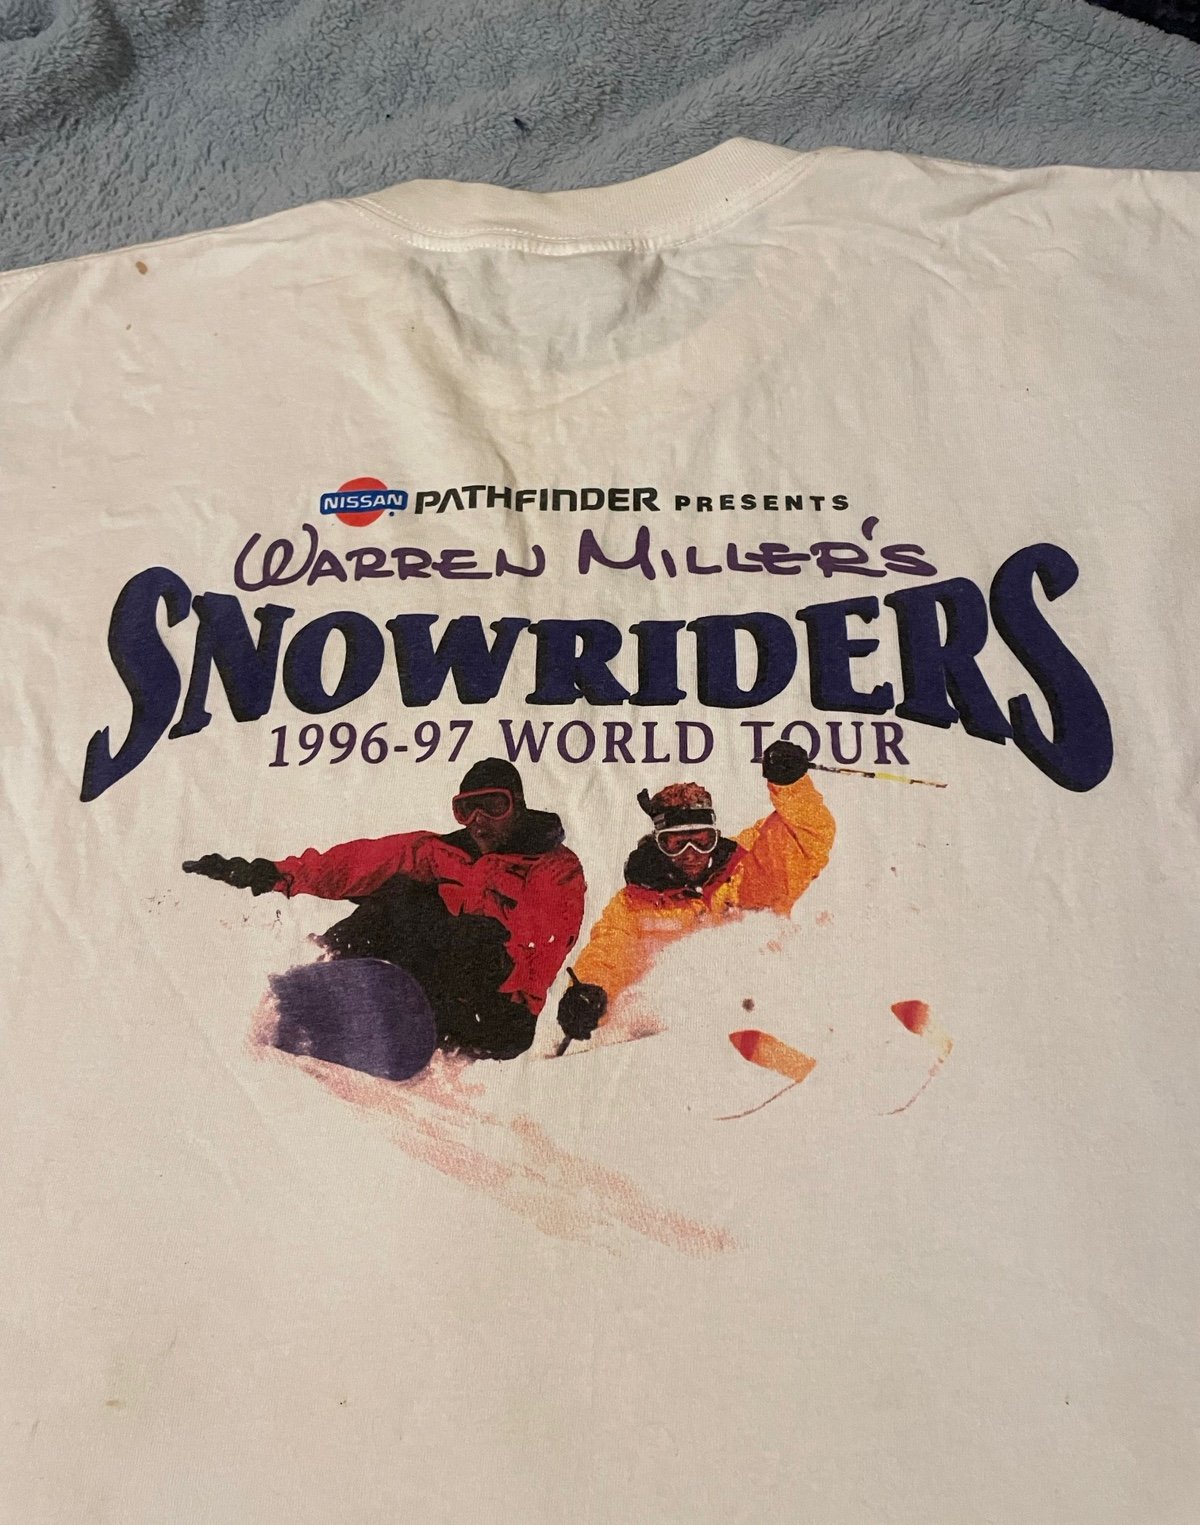 NISSAN PATHFINDER PRESENTS
WARREN MILLER'S
SNOWRIDERS
1996-97 WORLD TOUR